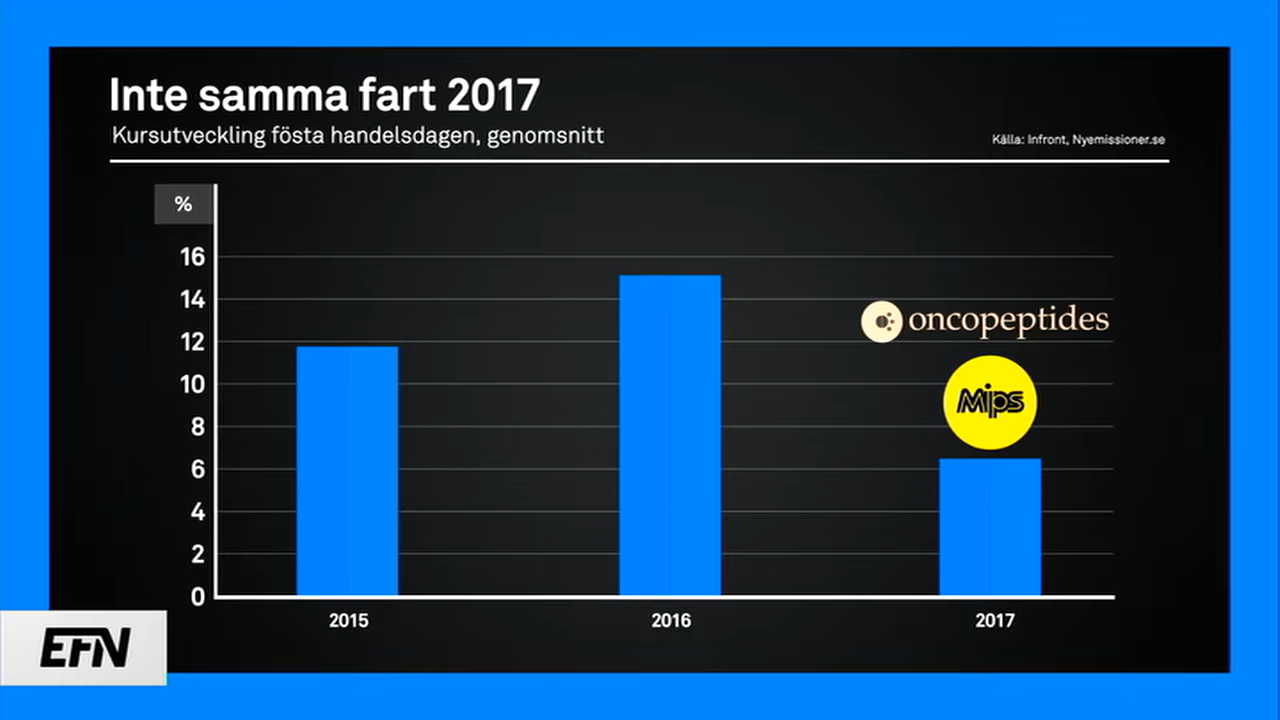 Inte samma fart 2017
Kursutveckling fösta handelsdagen, genomsnitt
Källa: Infront, Nyemissioner.se
%
16
14
12
10
8
6
4
2
0
oncopeptides
Mips
2015
2016
2017
EFN